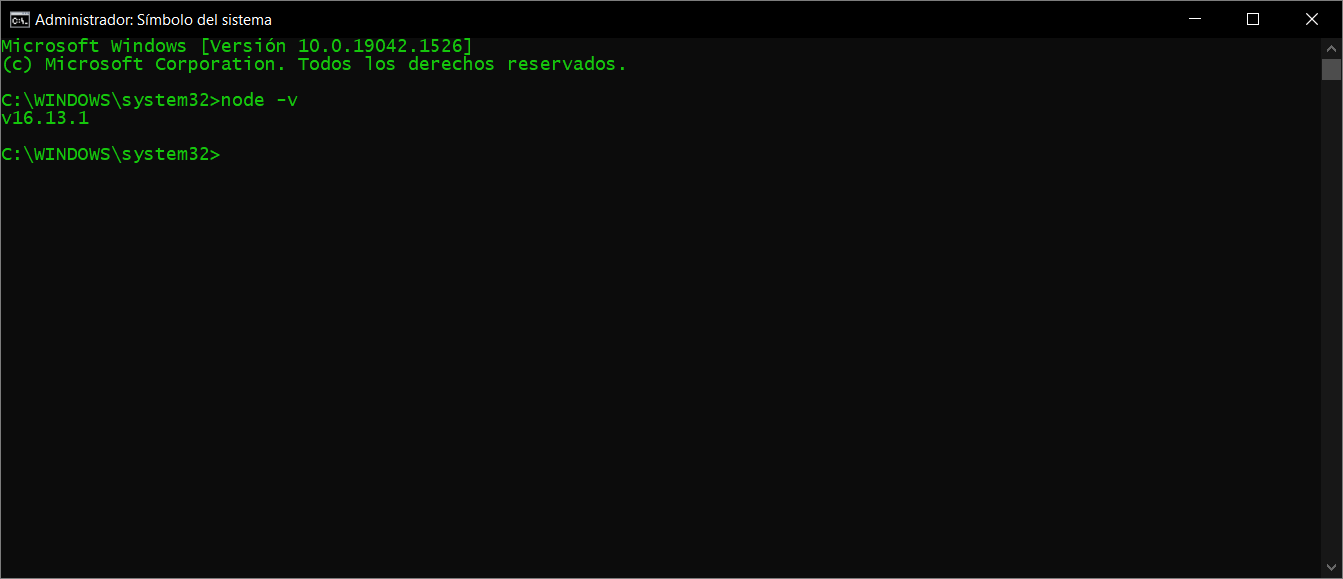 Administrador: Símbolo del sistema
Microsoft Windows [Versión 10.0.19042.1526]
(c) Microsoft Corporation. Todos los derechos reservados.
C:\WINDOWS\system32>node -v
v16.13.1
C:\WINDOWS\system32>